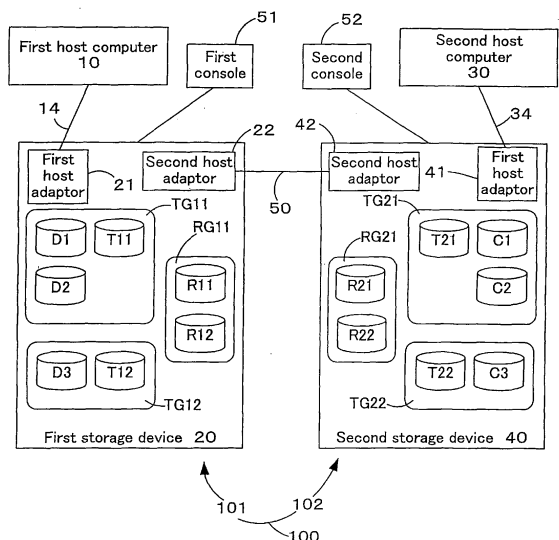 51
52
First host computer
10
First
console
Second
console
Second host
computer
30
14
34
22
42
First
host
adaptor
21
Second host
adaptor
50
Second host
adaptor
41
First
host
adaptor
TG11
TG21
D1
T11
RG11
RG21
T21
C1
D2
R11
R21
C2
R12
R22
D3
T12
T22
C3
TG12
TG22
First storage device 20
Second storage device 40
101
102
100